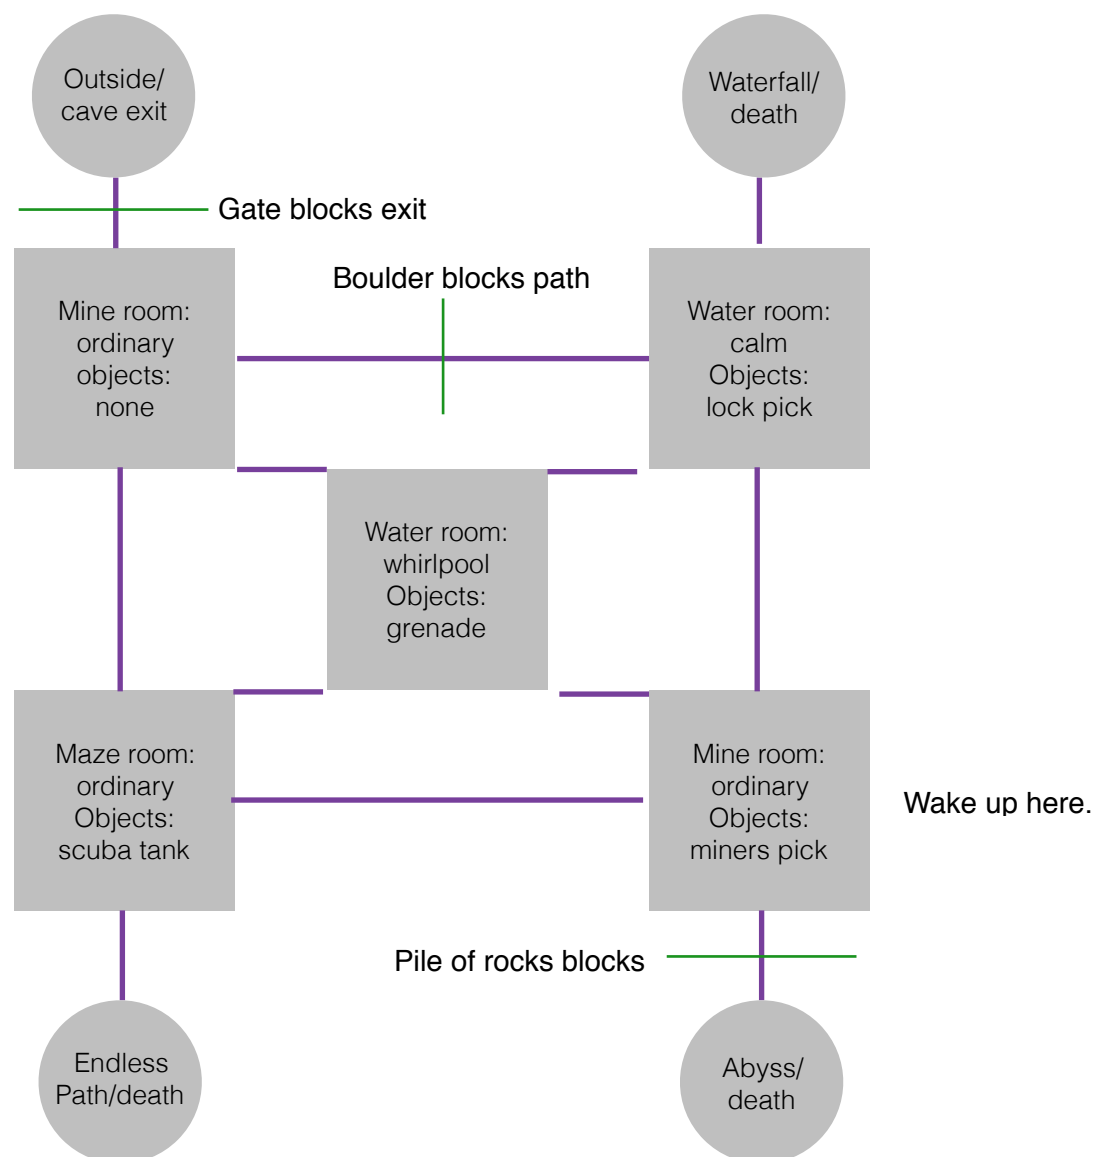 Outside/
cave exit
Waterfall/
death
Gate blocks exit
Boulder blocks path
Mine room:
ordinary
objects:
none
Water room:
calm
Objects:
lock pick
Water room:
whirlpool
Objects:
grenade
Maze room:
ordinary
Objects:
scuba tank
Mine room:
ordinary
Objects:
miners pick
Wake up here.
Pile of rocks blocks
Endless
Path/death
Abyss/
death